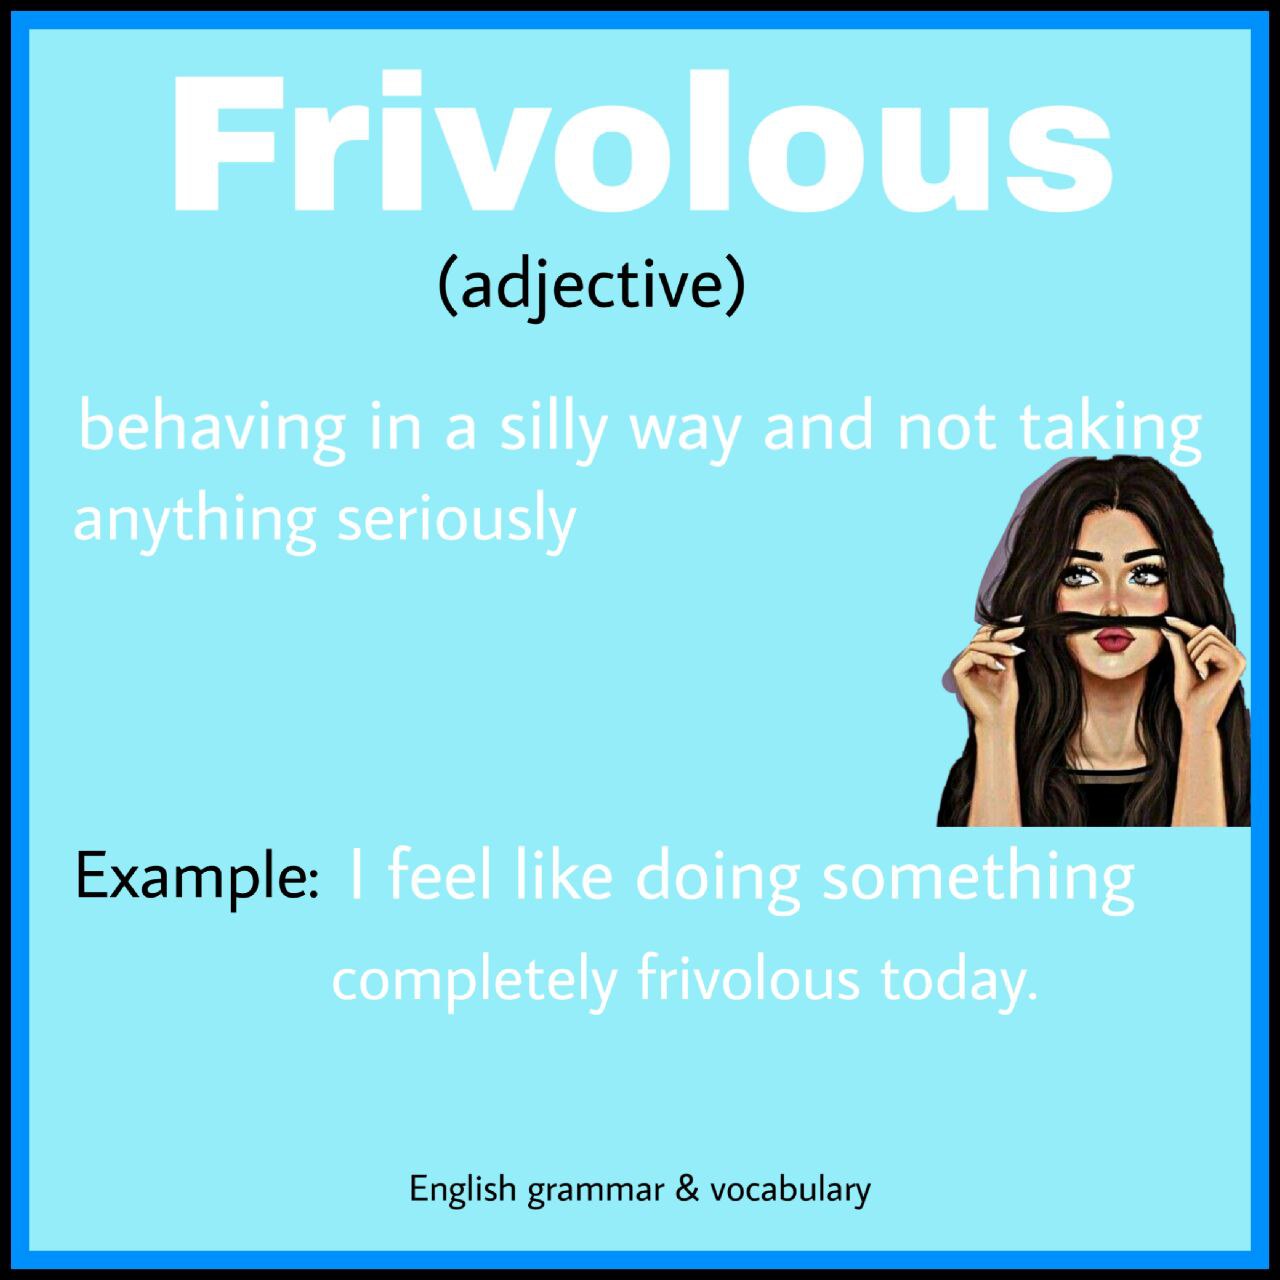 Frivolous
(adjective)
behaving in a silly way and not taking
anything seriously
Example: I feel like doing something
completely frivolous today.
English grammar & vocabulary